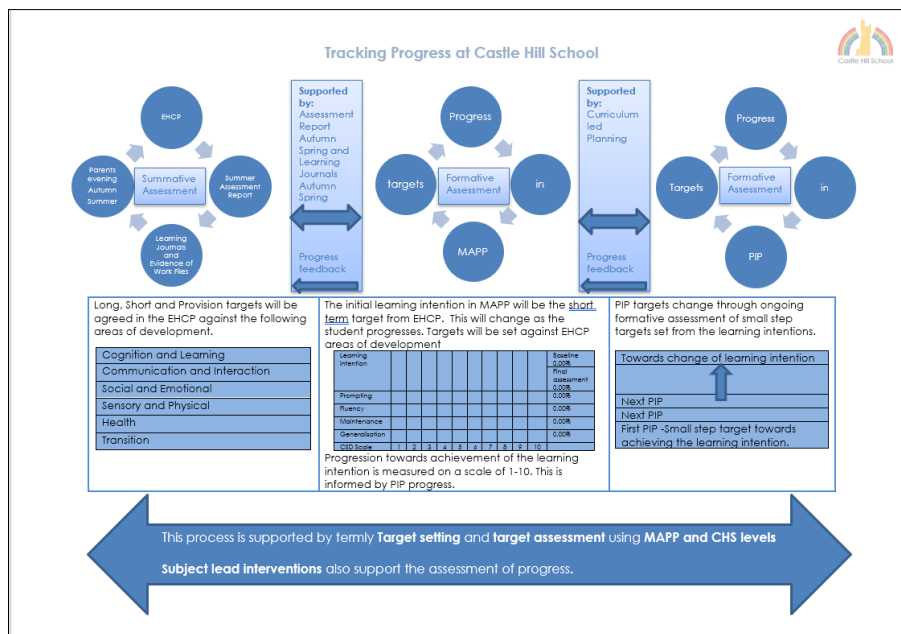 Tracking Progress at Castle Hill School
Castle Hill School
EHCP
Parents
evening
Autumn
Summer
Summative
Assessment
Summer
Assessment
Report
Learning
Journals
and
Evidence of
Work Files
Supported
by:
Assessment
Report
Autumn
Spring and
Learning
Journals
Autumn
Spring
Progress
feedback
Progress
targets
Formative
Assessment
in
MAPP
Supported
by:
Curriculum
led
Planning
Progress
feedback
Progress
Targets
Formative
Assessment
in
PIP
Long, Short and Provision targets will be
agreed in the EHCP against the following
areas of development.
Cognition and Learning
Communication and Interaction
Social and Emotional
Sensory and Physical
Health
Transition
The initial learning intention in MAPP will be the short
term target from EHCP. This will change as the
student progresses. Targets will be set against EHCP
areas of development
Learning
intention
Baseline
0.00%
Final
assessment
0.00%
Prompting 0.00%
Fluency 0.00%
Maintenance 0.00%
Generalisation 0.00%
CSD Scale 1 2 3 4 5 6 7 8 9 10
Progression towards achievement of the learning
intention is measured on a scale of 1-10. This is
informed by PIP progress.
PIP targets change through ongoing
formative assessment of small step
targets set from the learning intentions.
Towards change of learning intention
Next PIP
Next PIP
First PIP -Small step target towards
achieving the learning intention.
This process is supported by termly Target setting and target assessment using MAPP and CHS levels
Subject lead interventions also support the assessment of progress.